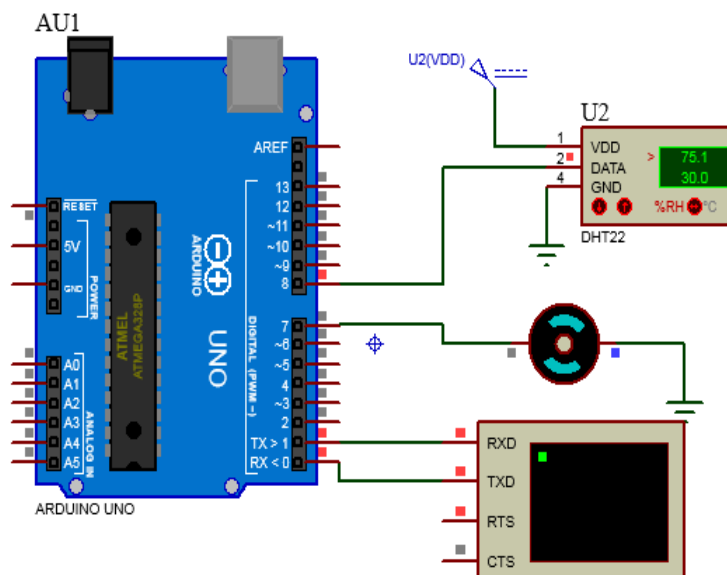 AU1
U2(VDD)
U2
AREF
13
12
~11
~10
~9
8
7
~6
~5
4
~3
2
TX > 1
RX < 0
DIGITAL (PWM ~)
RESET
5V
GND
POWER
A0
A1
A2
A3
A4
A5
ANALOG IN
ATMEL
ATMEGA328P
ARDUINO
UNO
ARDUINO UNO
1
2
4
VDD
DATA
GND
>
75.1
30.0
%RH
°C
DHT22
RXD
TXD
RTS
CTS